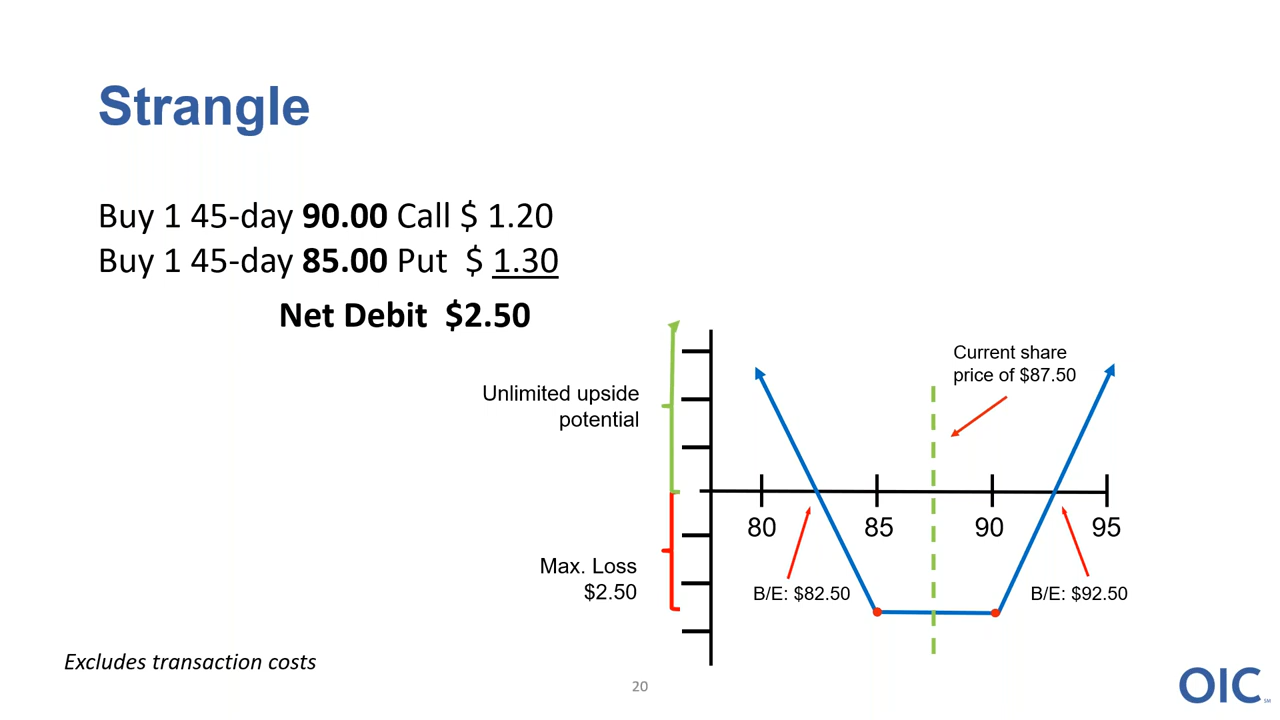 Strangle
Buy 1 45-day 90.00 Call $ 1.20
Buy 1 45-day 85.00 Put $ 1.30
Net Debit $2.50
Current share
price of $87.50
Unlimited upside
potential
80 85 90 95
Max. Loss
$2.50
B/E: $82.50
B/E: $92.50
Excludes transaction costs
20
OIC℠